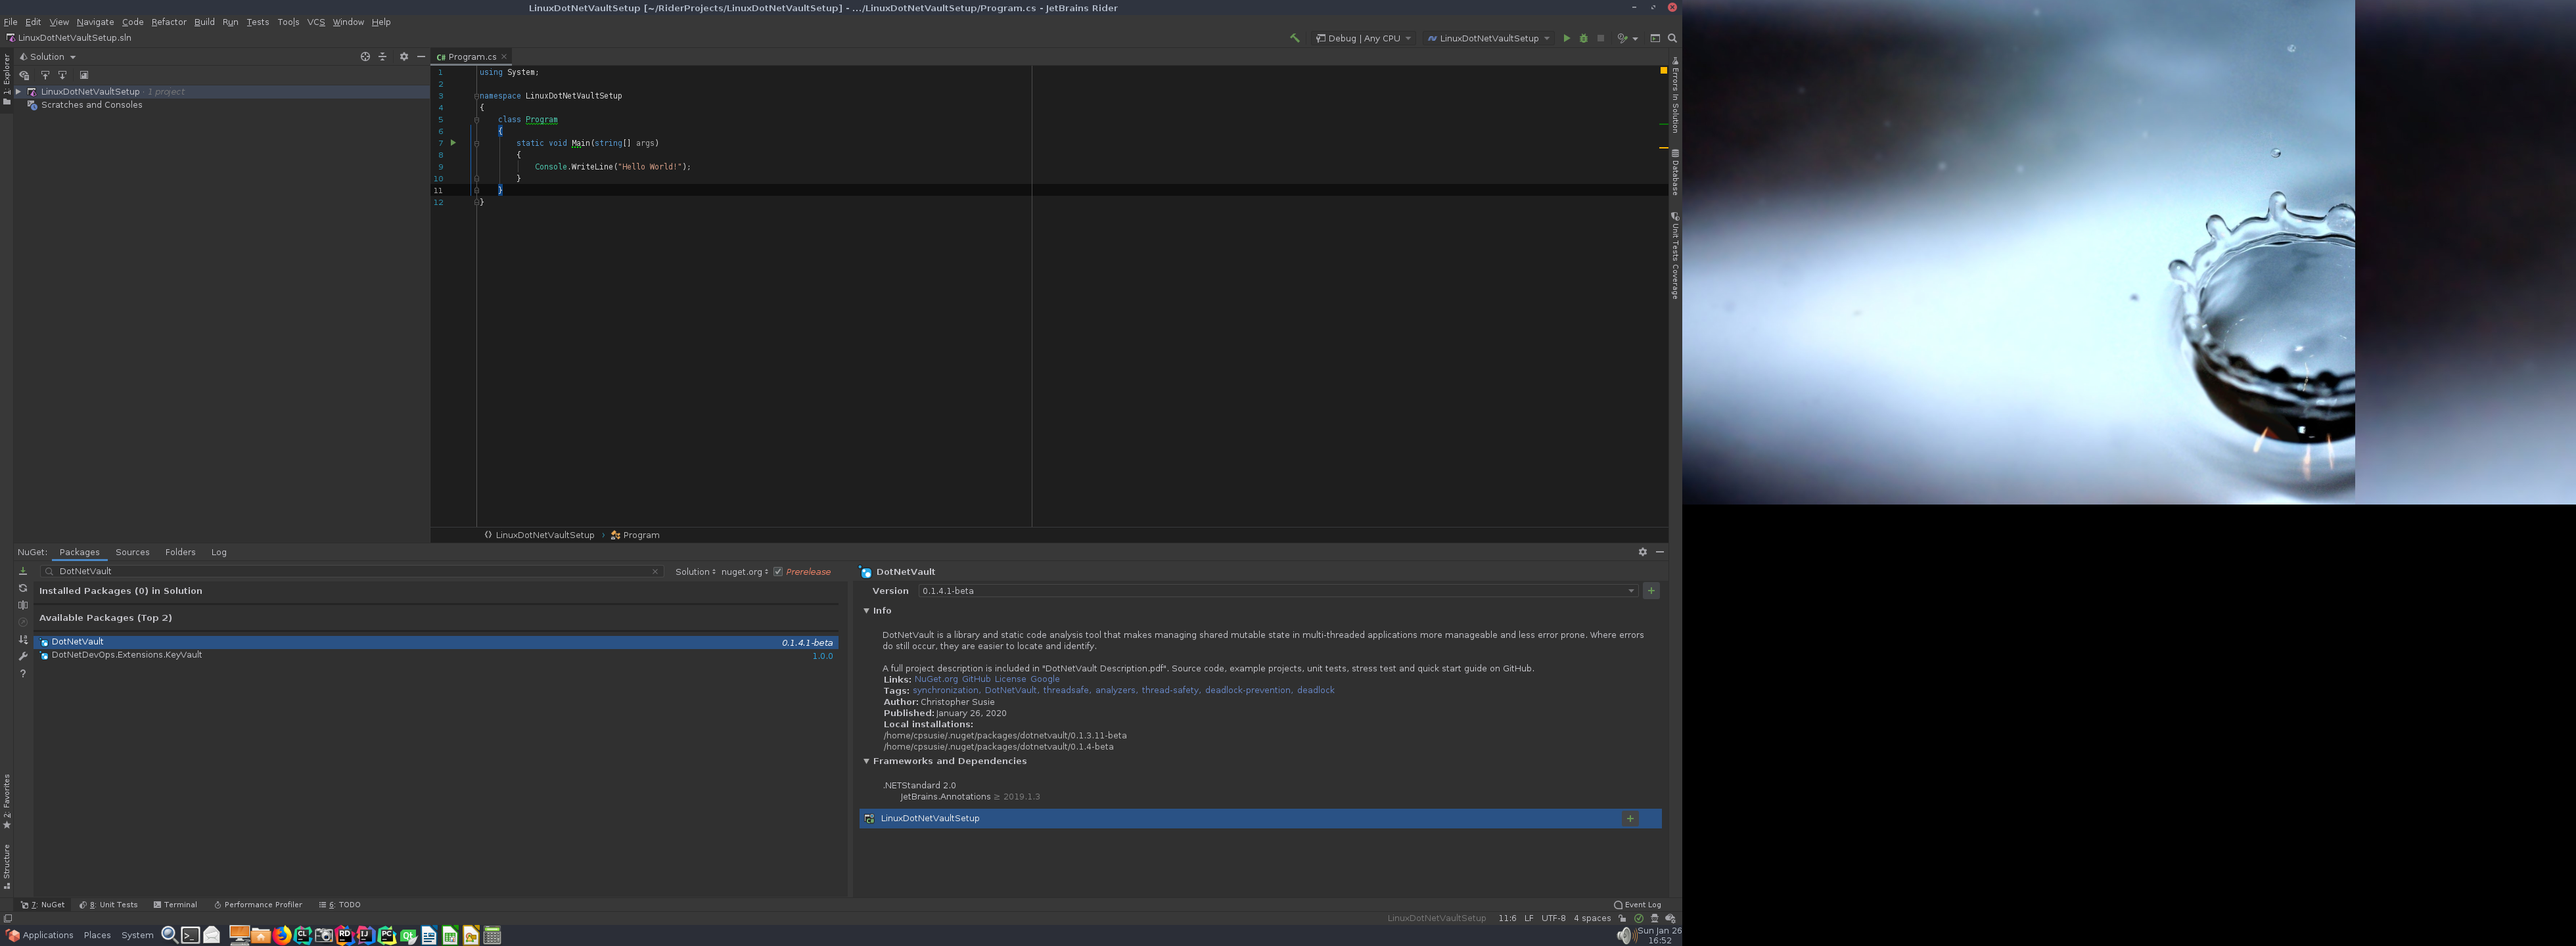 LinuxDotNetVaultSetup [~/RiderProjects/LinuxDotNetVaultSetup] - .../LinuxDotNetVaultSetup/Program.cs - JetBrains Rider
File Edit View Navigate Code Refactor Build Run Tests Tools VCS Window Help
LinuxDotNetVaultSetup.sln
Debug | Any CPU
LinuxDotNetVaultSetup
1: Explorer
Solution
LinuxDotNetVaultSetup · 1 project
Scratches and Consoles
C# Program.cs
1 using System;
2
3 namespace LinuxDotNetVaultSetup
4 {
5 class Program
6 {
7 static void Main(string[] args)
8 {
9 Console.WriteLine("Hello World!");
10 }
11 }
12 }
Errors In Solution
Database
Unit Tests Coverage
LinuxDotNetVaultSetup › Program
NuGet: Packages Sources Folders Log
DotNetVault
Solution nuget.org Prerelease
Installed Packages (0) in Solution
Available Packages (Top 2)
DotNetVault 0.1.4.1-beta
DotNetDevOps.Extensions.KeyVault 1.0.0
DotNetVault
Version 0.1.4.1-beta
Info
DotNetVault is a library and static code analysis tool that makes managing shared mutable state in multi-threaded applications more manageable and less error prone. Where errors
do still occur, they are easier to locate and identify.
A full project description is included in "DotNetVault Description.pdf". Source code, example projects, unit tests, stress test and quick start guide on GitHub.
Links: NuGet.org GitHub License Google
Tags: synchronization, DotNetVault, threadsafe, analyzers, thread-safety, deadlock-prevention, deadlock
Author: Christopher Susie
Published: January 26, 2020
Local installations:
/home/cpsusie/.nuget/packages/dotnetvault/0.1.3.11-beta
/home/cpsusie/.nuget/packages/dotnetvault/0.1.4-beta
Frameworks and Dependencies
.NETStandard 2.0
JetBrains.Annotations ≥ 2019.1.3
LinuxDotNetVaultSetup
2: Favorites
Structure
7: NuGet 8: Unit Tests Terminal Performance Profiler 6: TODO
Event Log
LinuxDotNetVaultSetup 11:6 LF UTF-8 4 spaces
Applications Places System
CL RD IJ PC Qt
Sun Jan 26
16:52